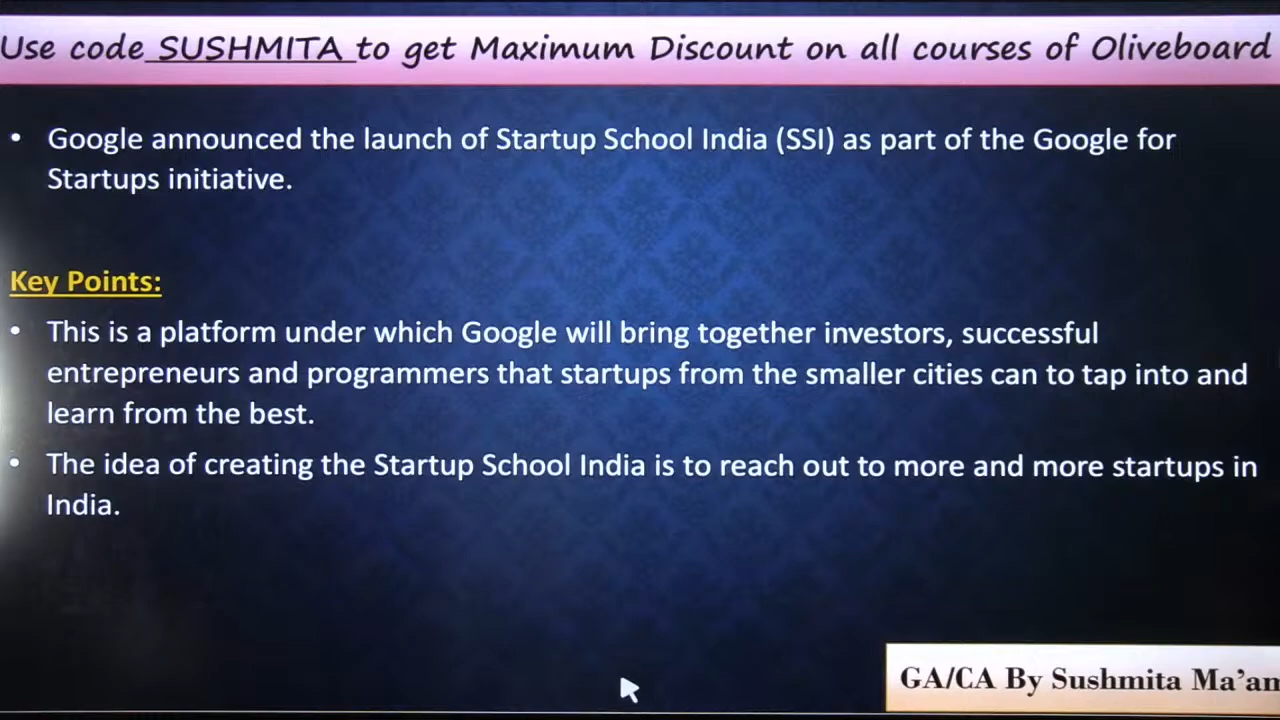 Use code SUSHMITA to get Maximum Discount on all courses of Oliveboard
• Google announced the launch of Startup School India (SSI) as part of the Google for
Startups initiative.
Key Points:
• This is a platform under which Google will bring together investors, successful
entrepreneurs and programmers that startups from the smaller cities can to tap into and
learn from the best.
• The idea of creating the Startup School India is to reach out to more and more startups in
India.
GA/CA By Sushmita Ma'am